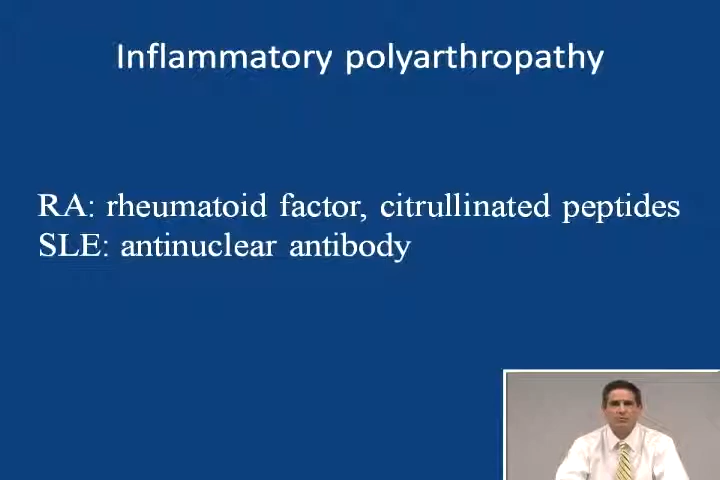 Inflammatory polyarthropathy
RA: rheumatoid factor, citrullinated peptides
SLE: antinuclear antibody